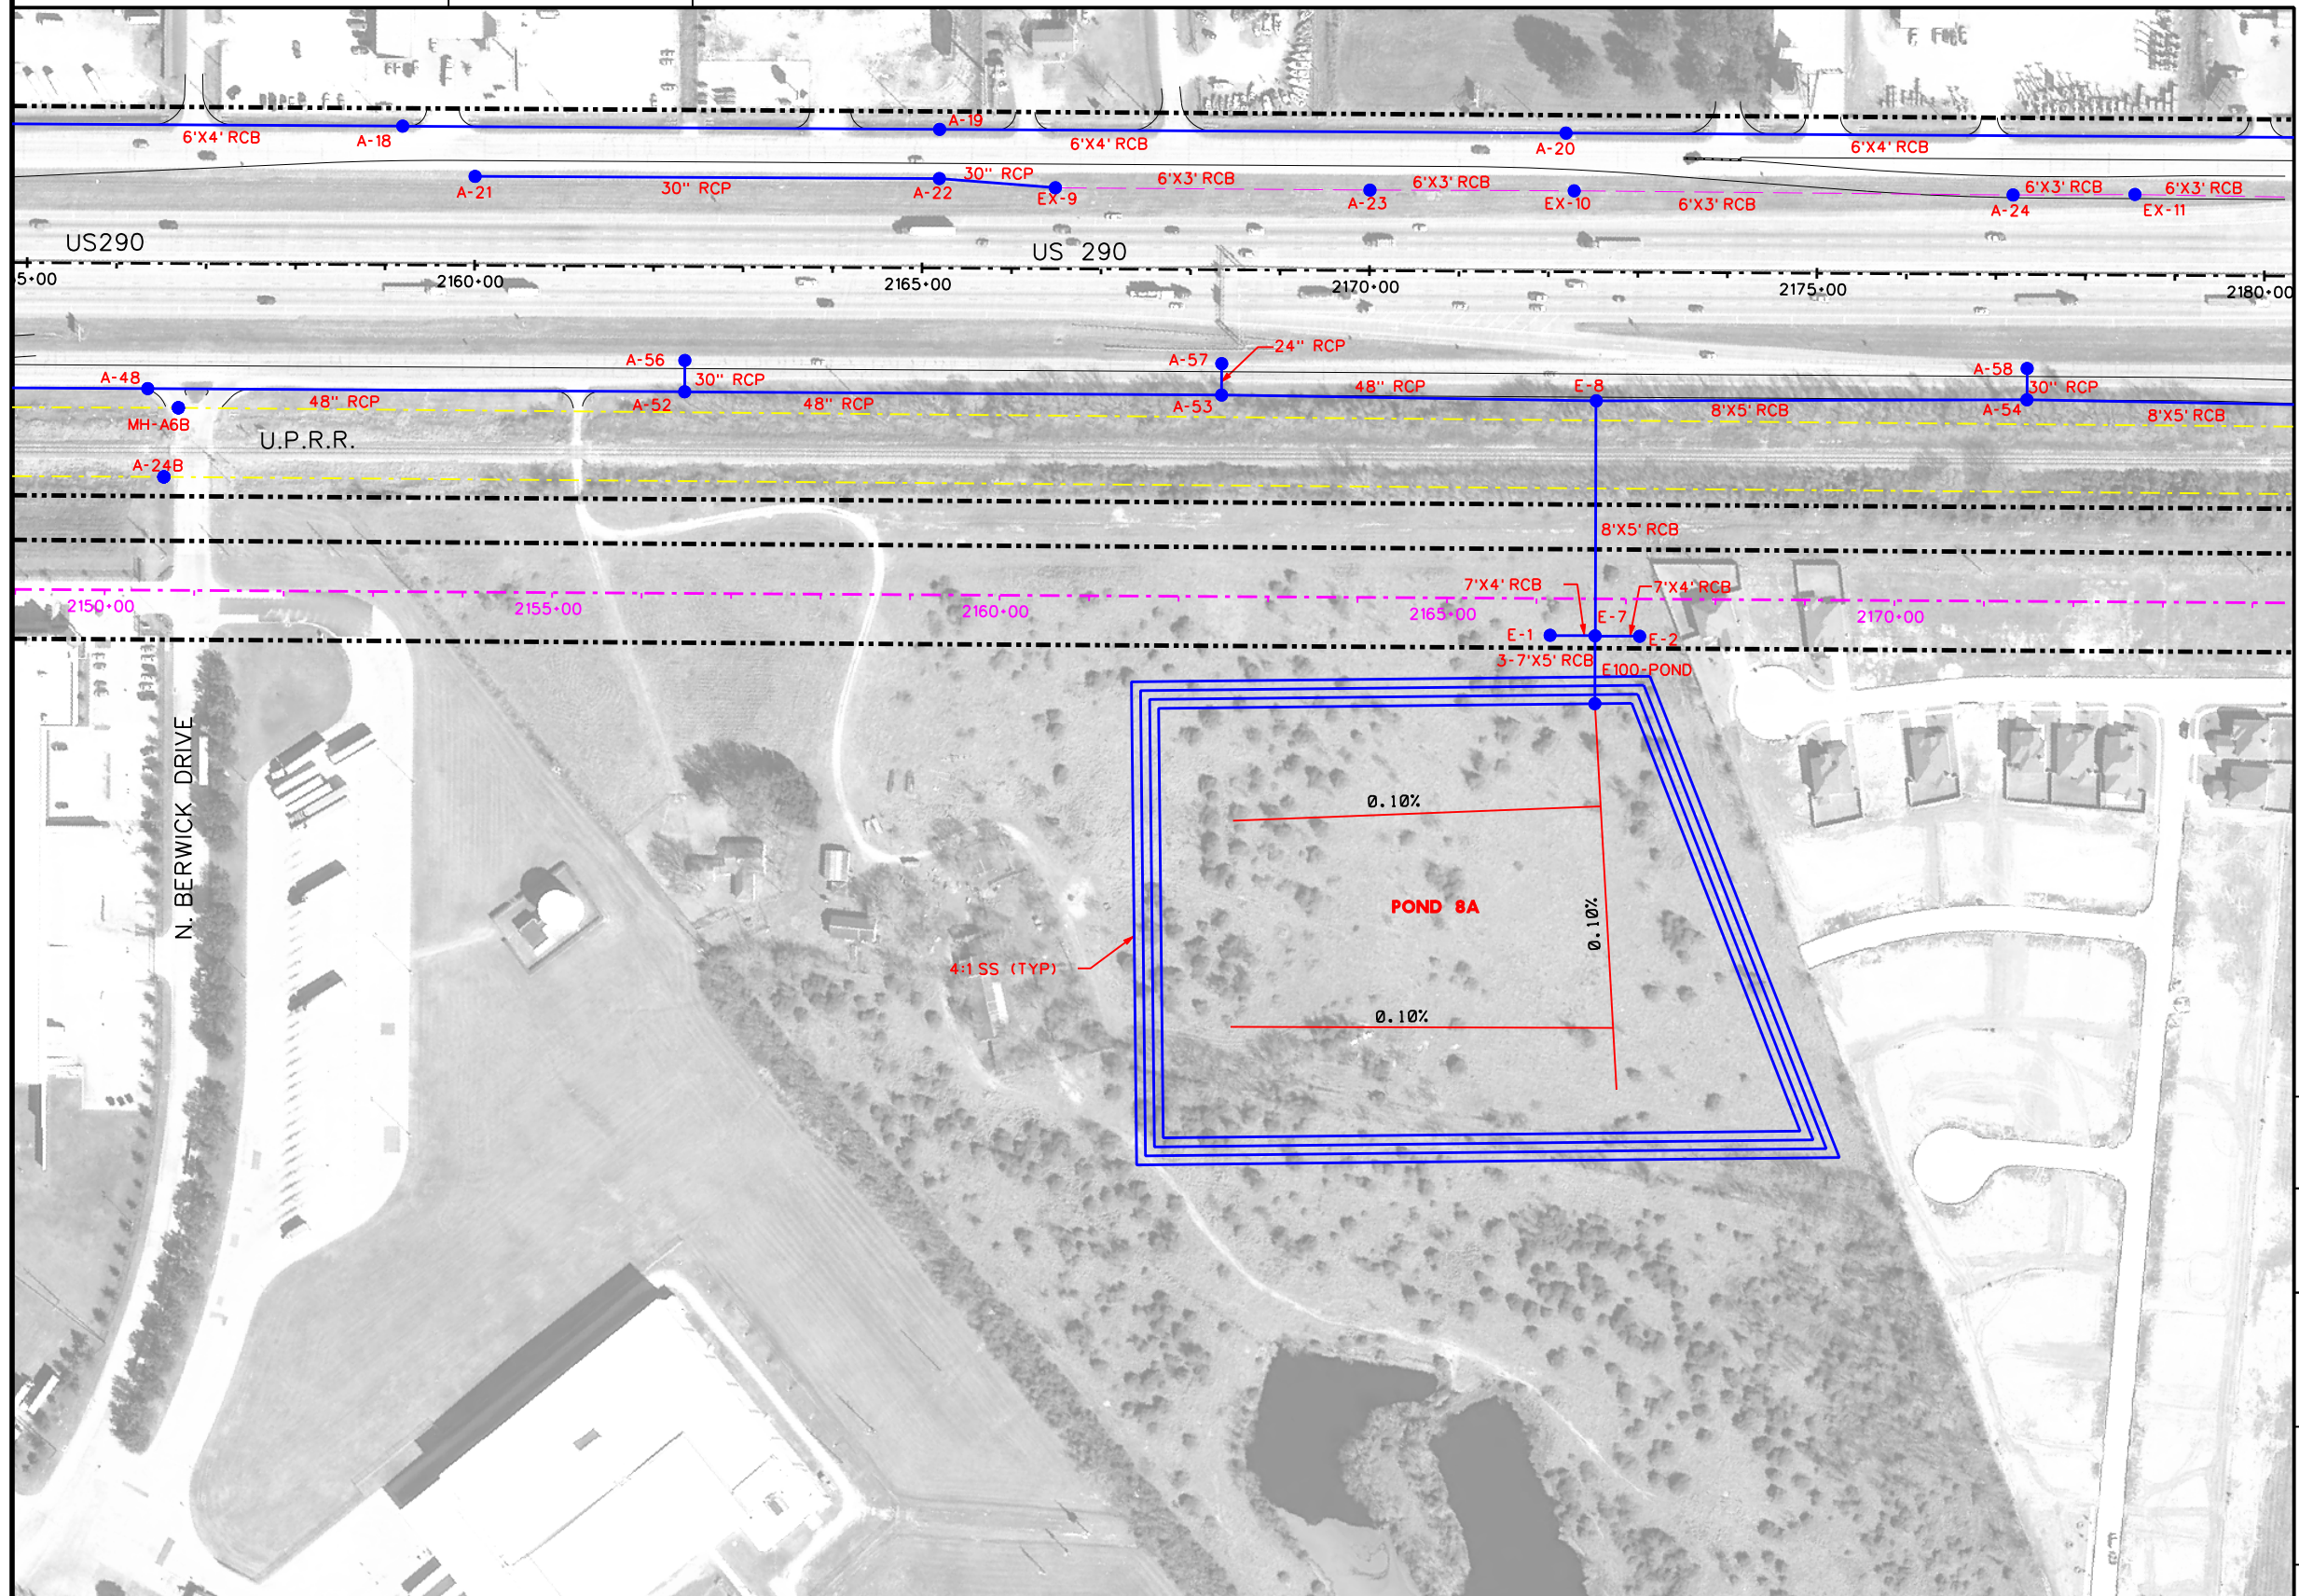 A-19
6'X4' RCB
A-18
6'X4' RCB
A-20
6'X4' RCB
A-21
30" RCP
A-22
30" RCP
EX-9
6'X3' RCB
A-23
6'X3' RCB
EX-10
6'X3' RCB
A-24
6'X3' RCB
EX-11
6'X3' RCB
US290
US 290
5+00
2160+00
2165+00
2170+00
2175+00
2180+00
A-56
A-57
24" RCP
A-58
A-48
48" RCP
30" RCP
A-52
48" RCP
A-53
48" RCP
E-8
8'X5' RCB
A-54
30" RCP
8'X5' RCB
MH-A6B
U.P.R.R.
A-24B
8'X5' RCB
7'X4' RCB
7'X4' RCB
2150+00
2155+00
2160+00
2165+00
2170+00
E-7
E-1
E-2
3-7'X5' RCB
E100-POND
N. BERWICK DRIVE
0.10%
POND 8A
0.10%
4:1 SS (TYP)
0.10%